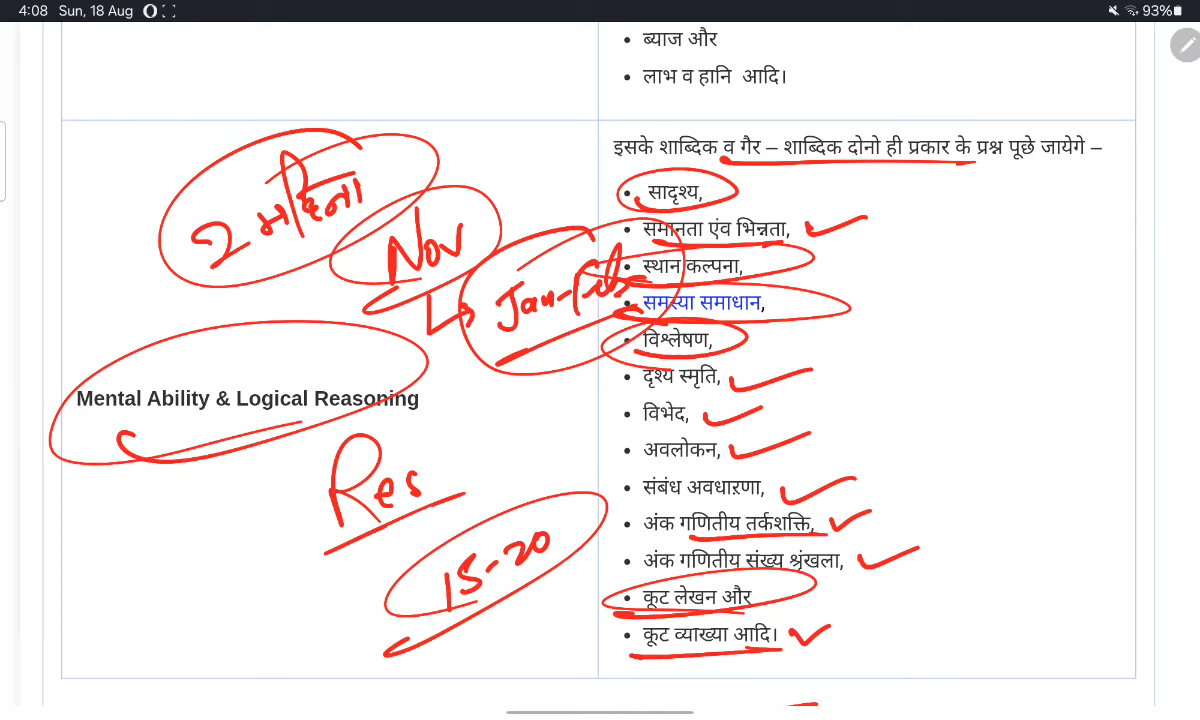 4:08 Sun, 18 Aug
93%
• ब्याज और
• लाभ व हानि आदि।
इसके शाब्दिक व गैर – शाब्दिक दोनो ही प्रकार के प्रश्न पूछे जायेगे –
• सादृश्य,
2 महिना
• समानता एंव भिन्नता,
Nov
• स्थान कल्पना,
Jan-Feb
• समस्या समाधान,
• विश्लेषण,
• दृश्य स्मृति,
Mental Ability & Logical Reasoning
• विभेद,
• अवलोकन,
Res
• संबंध अवधाऱणा,
• अंक गणितीय तर्कशक्ति,
15-20
• अंक गणितीय संख्य श्रृंखला,
• कूट लेखन और
• कूट व्याख्या आदि।